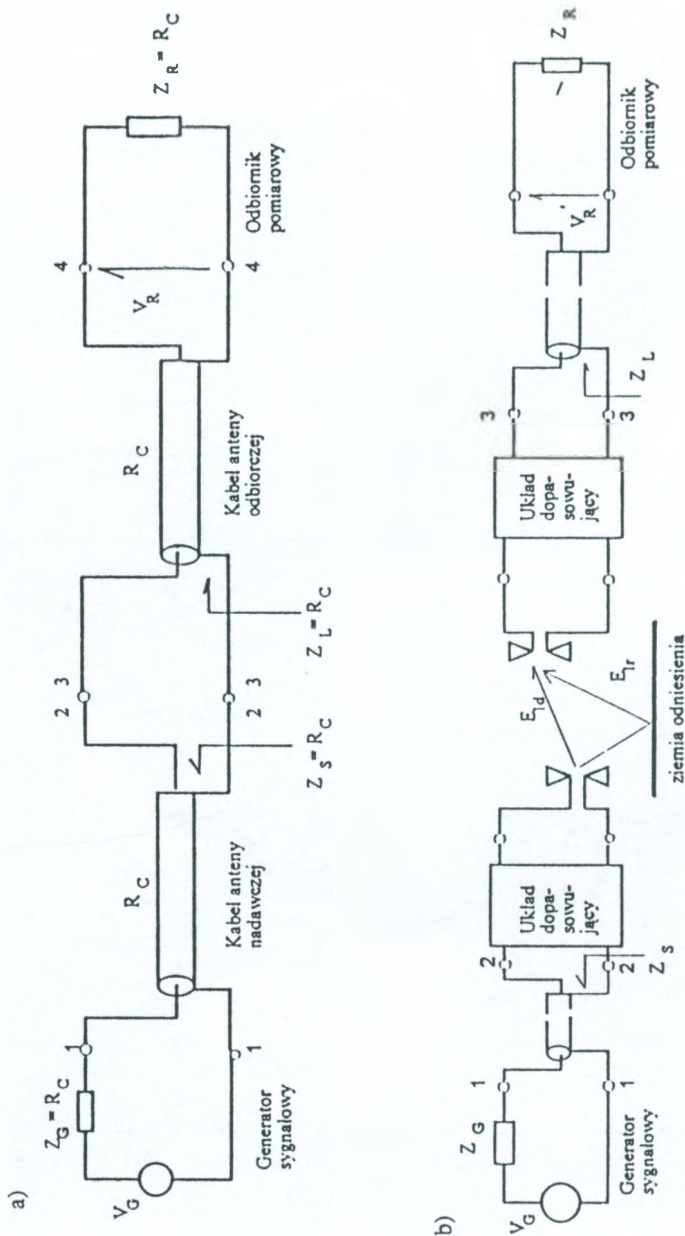 a)
V_G
Z_G = R_C
1
1
Generator
sygnałowy
R_C
Kabel anteny
nadawczej
2 3
2 3
Z_S = R_C
Z_L = R_C
R_C
Kabel anteny
odbiorczej
4
4
V_R
Odbiornik
pomiarowy
Z_R = R_C
b)
V_G
Z_G
1
1
Generator
sygnałowy
2
2
Z_S
Układ
dopa-
sowu-
jący
E_1d
E_1r
ziemia odniesienia
Układ
dopa-
sowu-
jący
3
3
Z_L
V_R'
Odbiornik
pomiarowy
Z_R